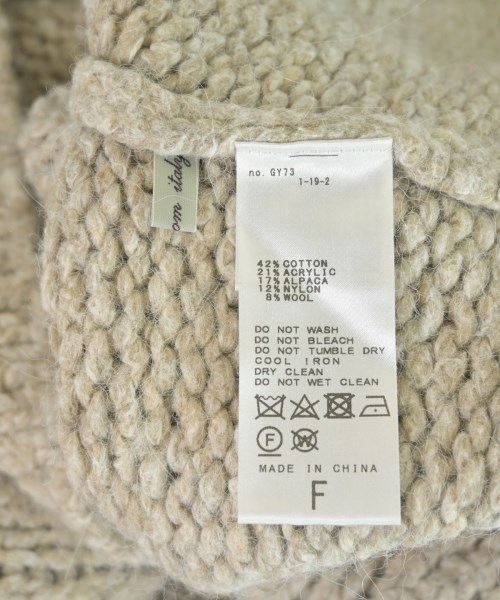 om italy
no. GY73
1-19-2
42% COTTON
21% ACRYLIC
17% ALPACA
12% NYLON
8% WOOL
DO NOT WASH
DO NOT BLEACH
DO NOT TUMBLE DRY
COOL IRON
DRY CLEAN
DO NOT WET CLEAN
F W
MADE IN CHINA
F